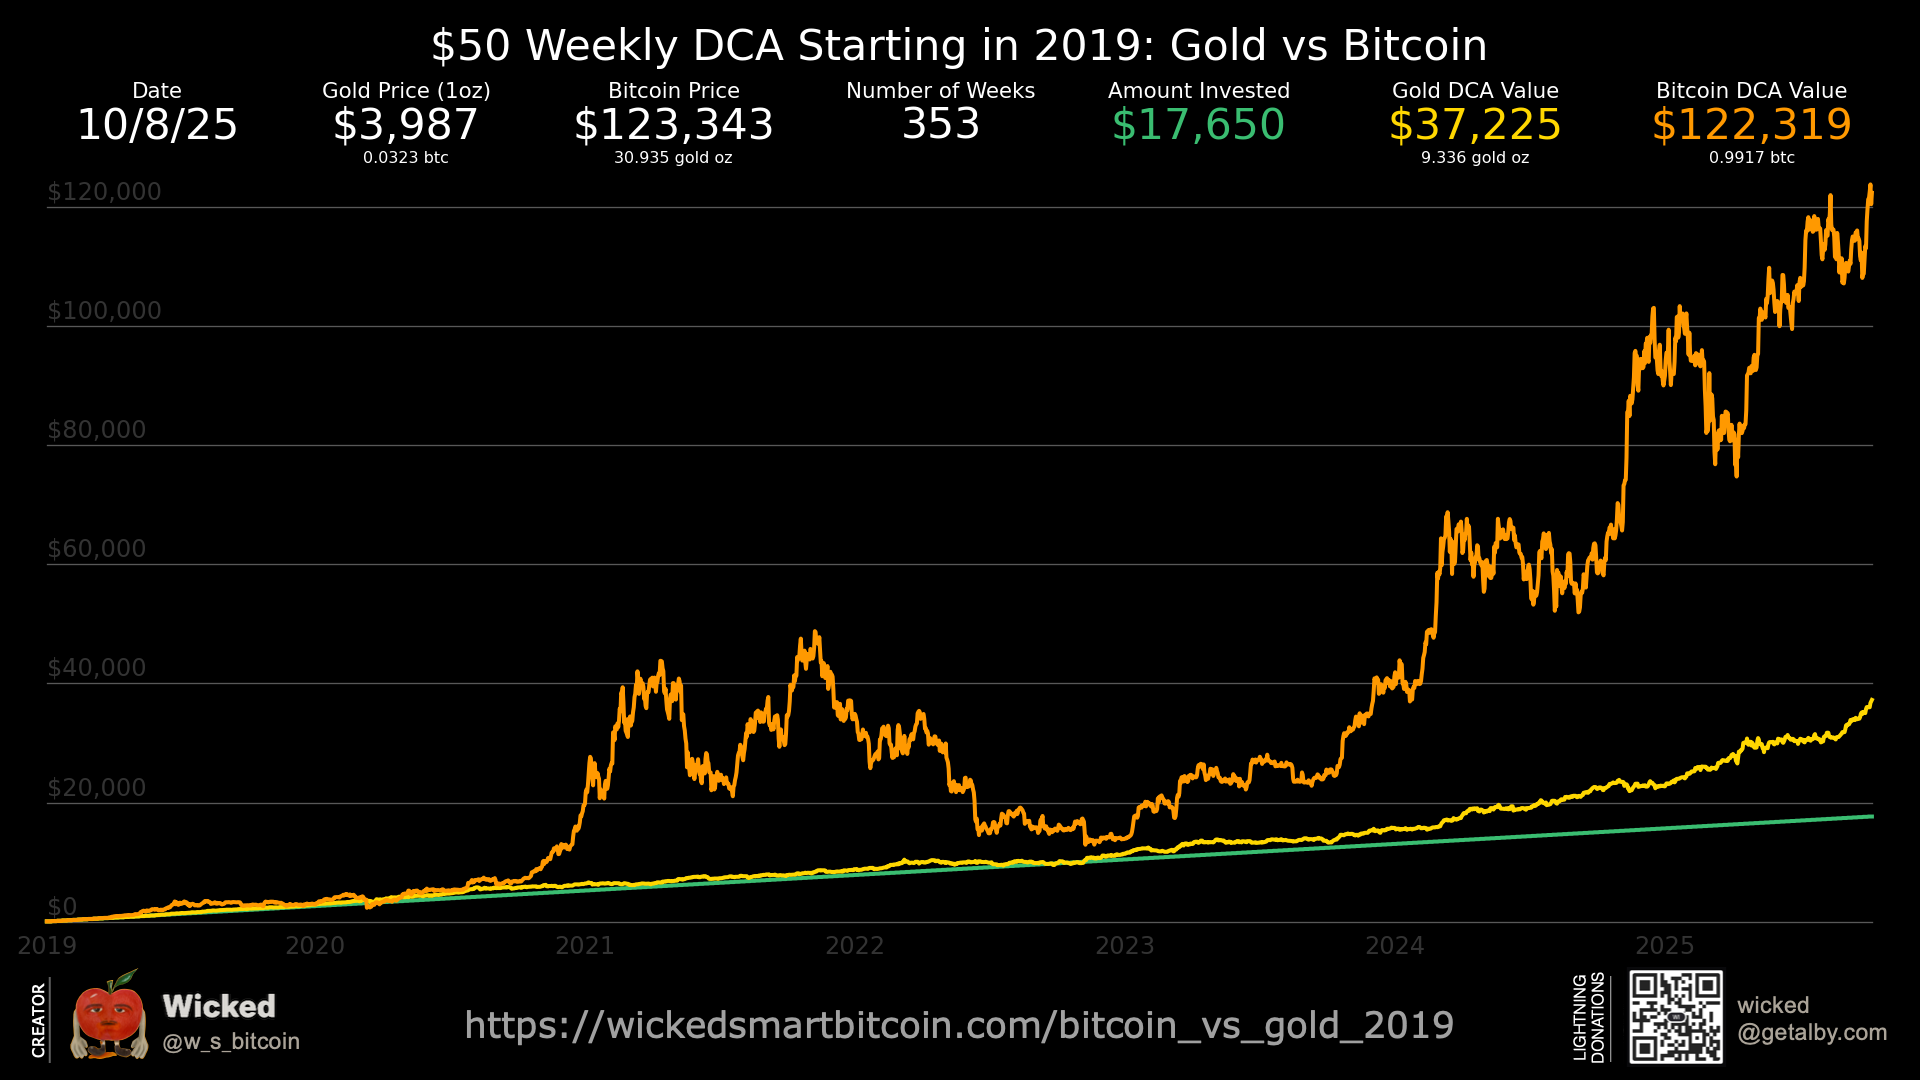 $50 Weekly DCA Starting in 2019: Gold vs Bitcoin
Date
10/8/25
Gold Price (1oz)
$3,987
0.0323 btc
Bitcoin Price
$123,343
30.935 gold oz
Number of Weeks
353
Amount Invested
$17,650
Gold DCA Value
$37,225
9.336 gold oz
Bitcoin DCA Value
$122,319
0.9917 btc
$120,000
$100,000
$80,000
$60,000
$40,000
$20,000
$0
2019 2020 2021 2022 2023 2024 2025
CREATOR
Wicked
@w_s_bitcoin
https://wickedsmartbitcoin.com/bitcoin_vs_gold_2019
LIGHTNING
DONATIONS
wicked
@getalby.com